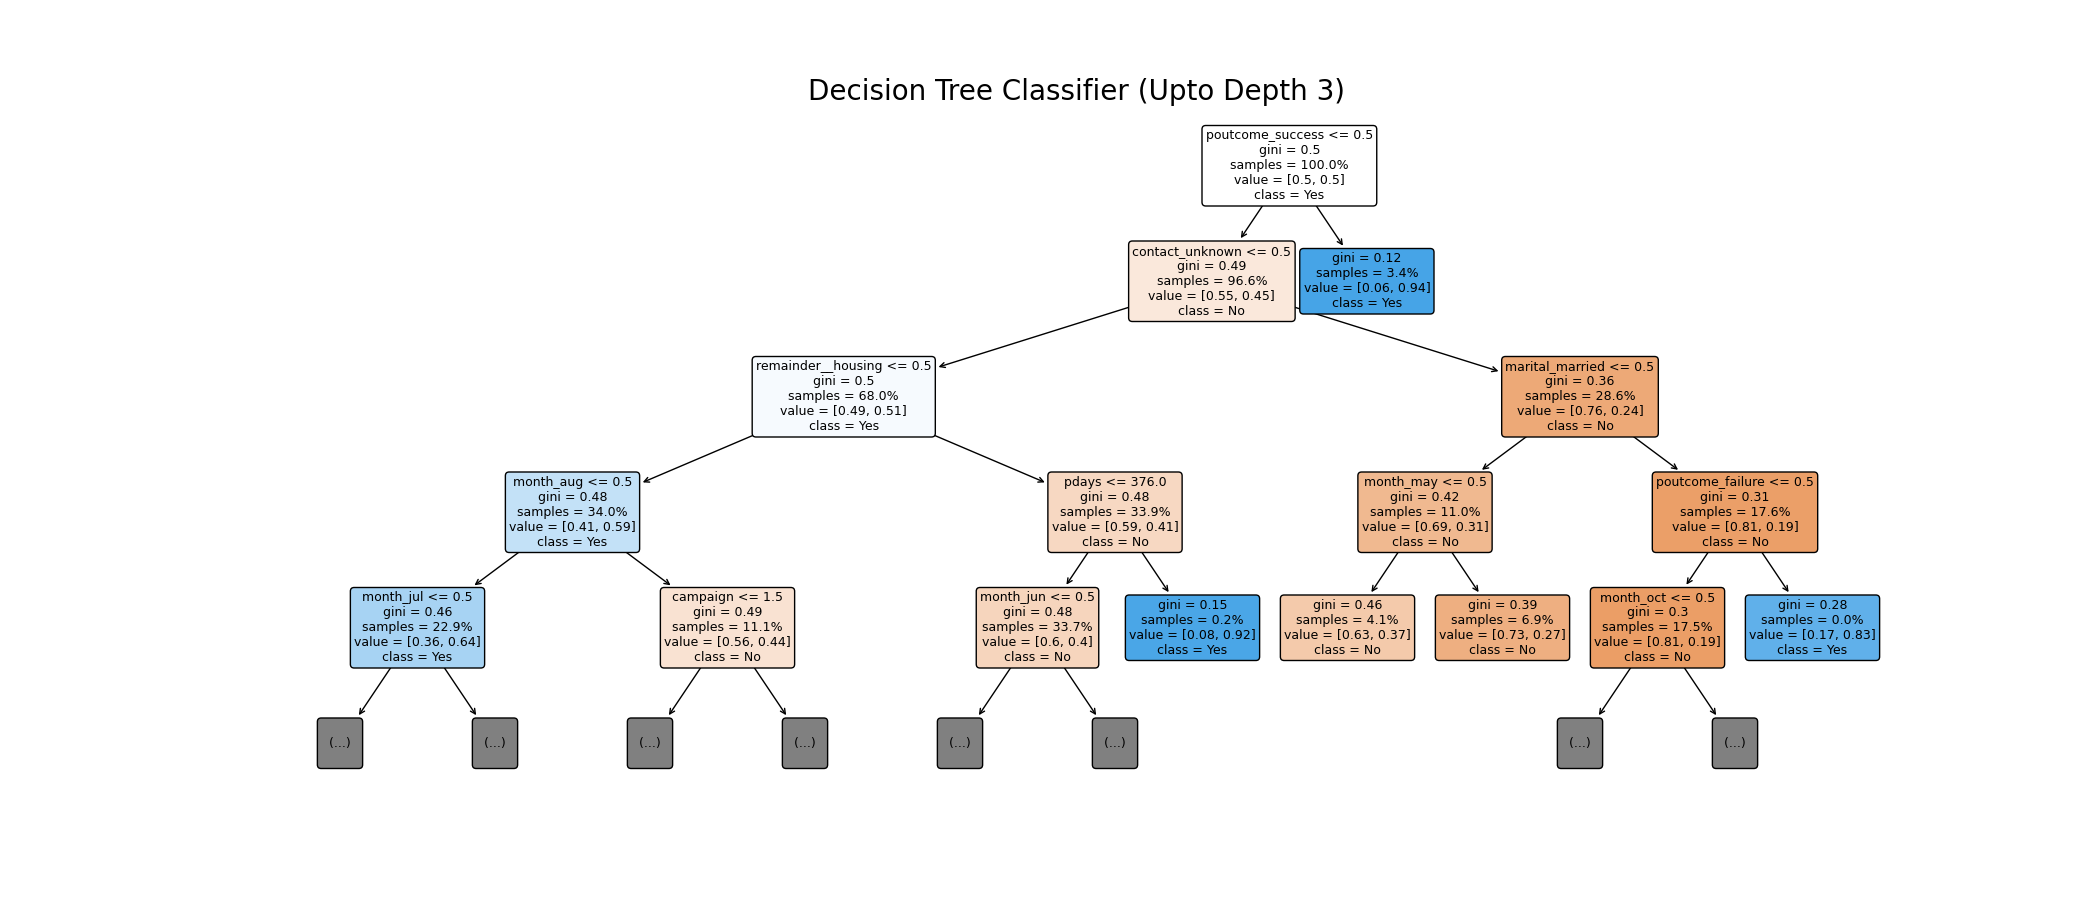 Decision Tree Classifier (Upto Depth 3)
poutcome_success <= 0.5
gini = 0.5
samples = 100.0%
value = [0.5, 0.5]
class = Yes
contact_unknown <= 0.5
gini = 0.49
samples = 96.6%
value = [0.55, 0.45]
class = No
gini = 0.12
samples = 3.4%
value = [0.06, 0.94]
class = Yes
remainder__housing <= 0.5
gini = 0.5
samples = 68.0%
value = [0.49, 0.51]
class = Yes
marital_married <= 0.5
gini = 0.36
samples = 28.6%
value = [0.76, 0.24]
class = No
month_aug <= 0.5
gini = 0.48
samples = 34.0%
value = [0.41, 0.59]
class = Yes
pdays <= 376.0
gini = 0.48
samples = 33.9%
value = [0.59, 0.41]
class = No
month_may <= 0.5
gini = 0.42
samples = 11.0%
value = [0.69, 0.31]
class = No
poutcome_failure <= 0.5
gini = 0.31
samples = 17.6%
value = [0.81, 0.19]
class = No
month_jul <= 0.5
gini = 0.46
samples = 22.9%
value = [0.36, 0.64]
class = Yes
campaign <= 1.5
gini = 0.49
samples = 11.1%
value = [0.56, 0.44]
class = No
month_jun <= 0.5
gini = 0.48
samples = 33.7%
value = [0.6, 0.4]
class = No
gini = 0.15
samples = 0.2%
value = [0.08, 0.92]
class = Yes
gini = 0.46
samples = 4.1%
value = [0.63, 0.37]
class = No
gini = 0.39
samples = 6.9%
value = [0.73, 0.27]
class = No
month_oct <= 0.5
gini = 0.3
samples = 17.5%
value = [0.81, 0.19]
class = No
gini = 0.28
samples = 0.0%
value = [0.17, 0.83]
class = Yes
(...)
(...)
(...)
(...)
(...)
(...)
(...)
(...)